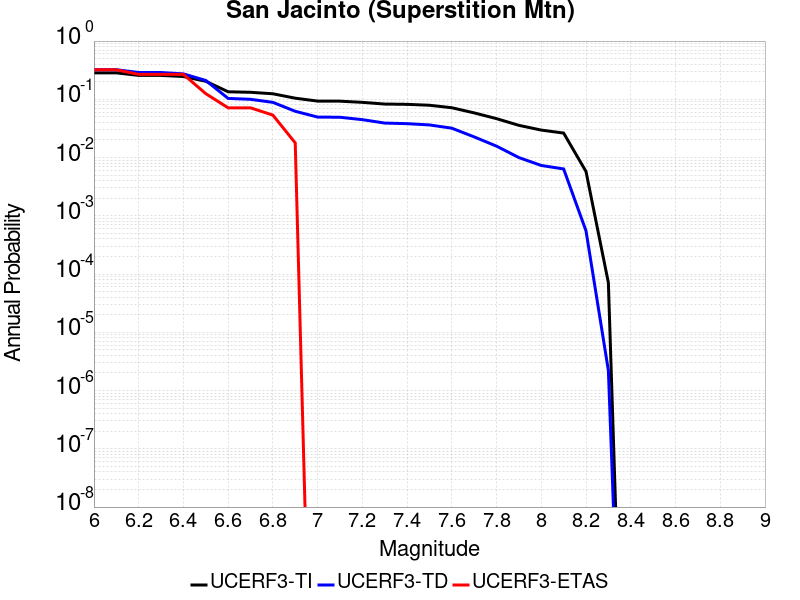 San Jacinto (Superstition Mtn)
Annual Probability
10^0
10^-1
10^-2
10^-3
10^-4
10^-5
10^-6
10^-7
10^-8
6 6.2 6.4 6.6 6.8 7 7.2 7.4 7.6 7.8 8 8.2 8.4 8.6 8.8 9
Magnitude
UCERF3-TI UCERF3-TD UCERF3-ETAS